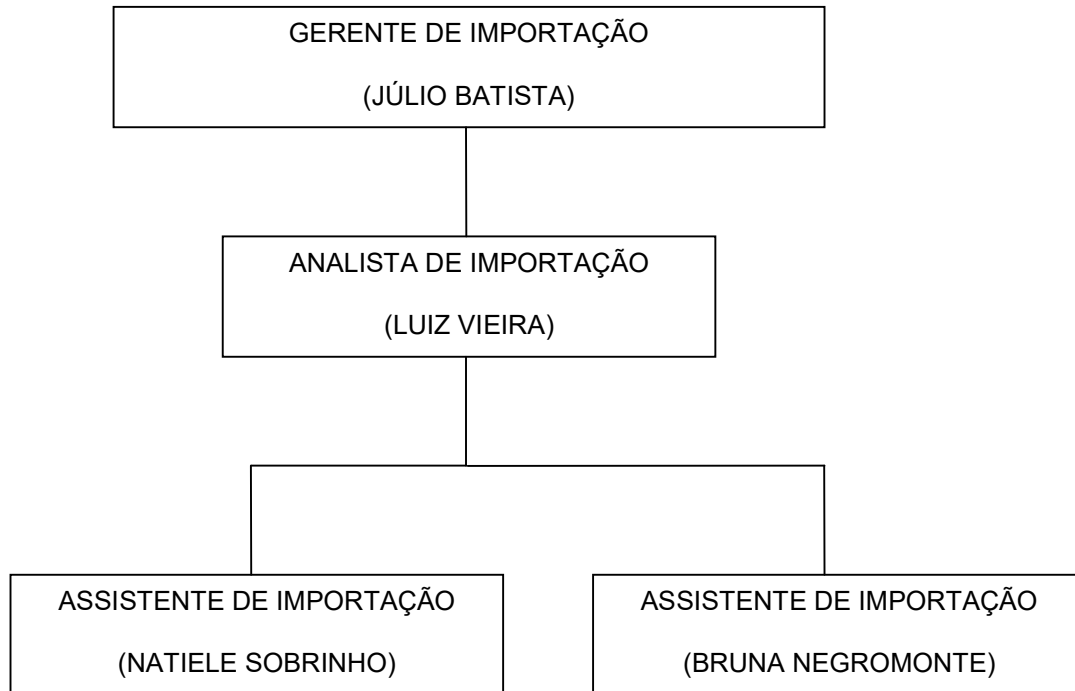 GERENTE DE IMPORTAÇÃO
(JÚLIO BATISTA)
ANALISTA DE IMPORTAÇÃO
(LUIZ VIEIRA)
ASSISTENTE DE IMPORTAÇÃO
(NATIELE SOBRINHO)
ASSISTENTE DE IMPORTAÇÃO
(BRUNA NEGROMONTE)